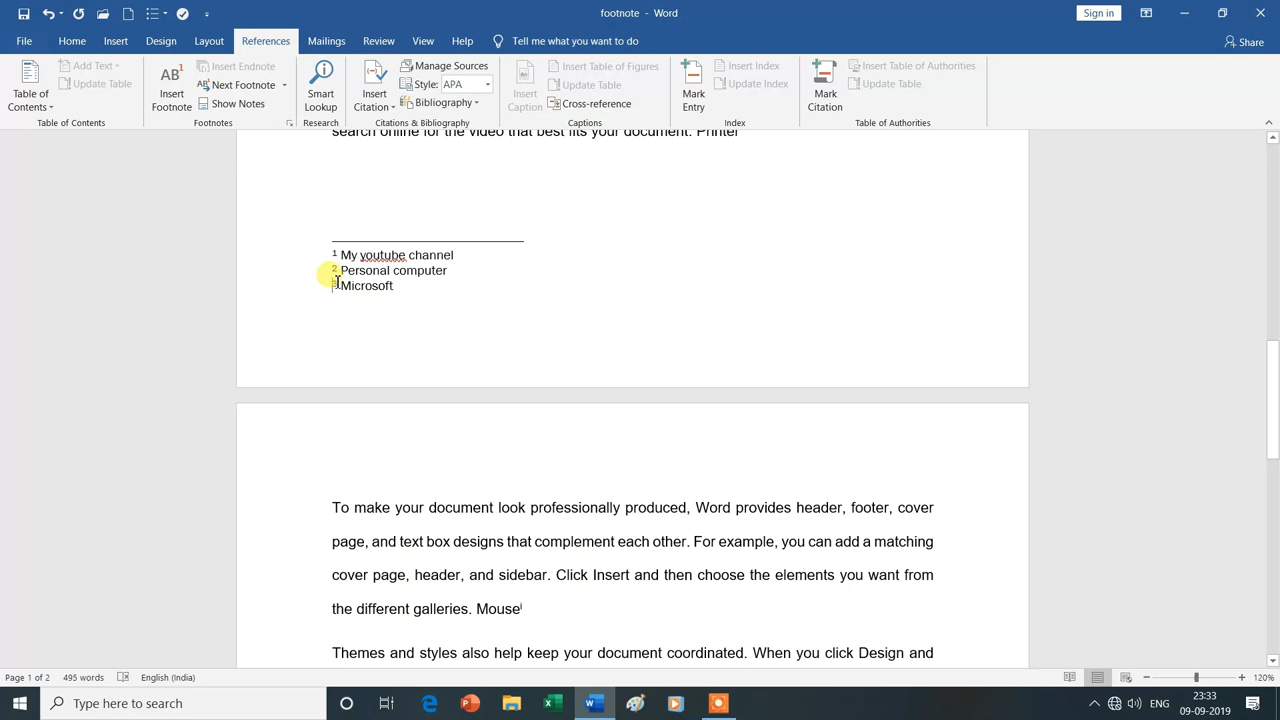 footnote - Word
Sign in
File Home Insert Design Layout References Mailings Review View Help Tell me what you want to do Share
Table of Contents
Add Text
Update Table
Table of Contents
AB1 Insert Footnote
Insert Endnote
AB1 Next Footnote
Show Notes
Footnotes
Smart Lookup
Research
Insert Citation
Manage Sources
Style: APA
Bibliography
Citations & Bibliography
Insert Caption
Insert Table of Figures
Update Table
Cross-reference
Captions
Mark Entry
Insert Index
Update Index
Index
Mark Citation
Insert Table of Authorities
Update Table
Table of Authorities
search online for the video that best fits your document. Printer
1 My youtube channel
2 Personal computer
3 Microsoft
To make your document look professionally produced, Word provides header, footer, cover
page, and text box designs that complement each other. For example, you can add a matching
cover page, header, and sidebar. Click Insert and then choose the elements you want from
the different galleries. Mouseⁱ
Themes and styles also help keep your document coordinated. When you click Design and
Page 1 of 2 495 words English (India) 120%
Type here to search
ENG
23:33
09-09-2019